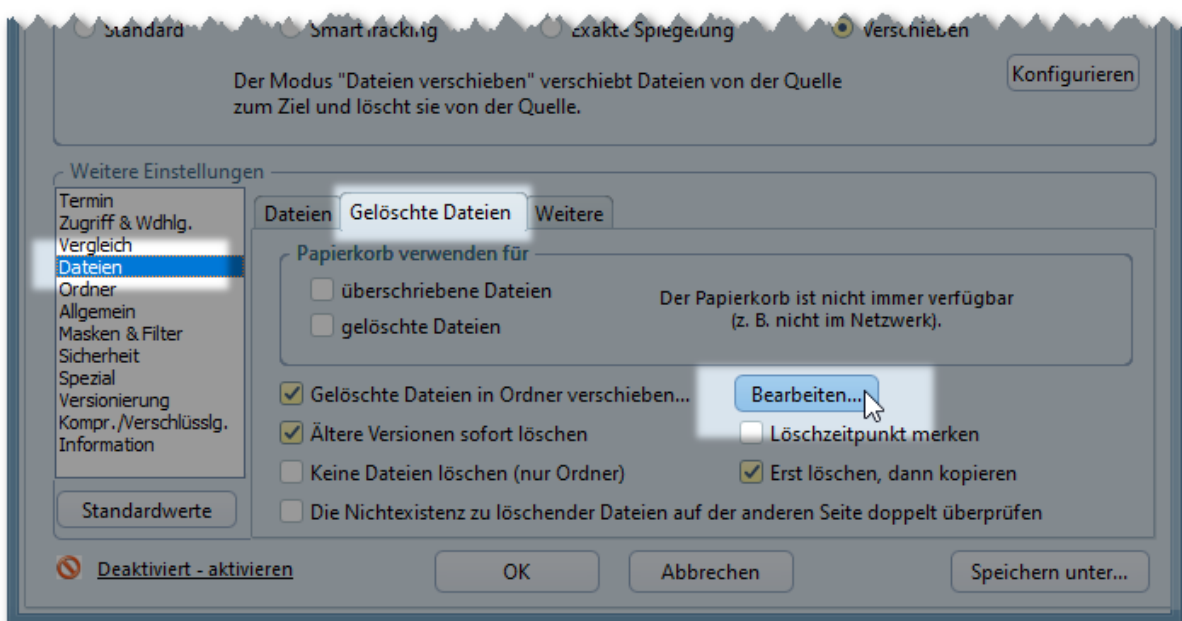 Standard SmartTracking Exakte Spiegelung Verschieben
Der Modus "Dateien verschieben" verschiebt Dateien von der Quelle
zum Ziel und löscht sie von der Quelle.
Konfigurieren
Weitere Einstellungen
Termin
Zugriff & Wdhlg.
Vergleich
Dateien
Ordner
Allgemein
Masken & Filter
Sicherheit
Spezial
Versionierung
Kompr./Verschlüsslg.
Information
Standardwerte
Dateien Gelöschte Dateien Weitere
Papierkorb verwenden für
überschriebene Dateien
gelöschte Dateien
Der Papierkorb ist nicht immer verfügbar
(z. B. nicht im Netzwerk).
Gelöschte Dateien in Ordner verschieben... Bearbeiten...
Ältere Versionen sofort löschen Löschzeitpunkt merken
Keine Dateien löschen (nur Ordner) Erst löschen, dann kopieren
Die Nichtexistenz zu löschender Dateien auf der anderen Seite doppelt überprüfen
Deaktiviert - aktivieren OK Abbrechen Speichern unter...